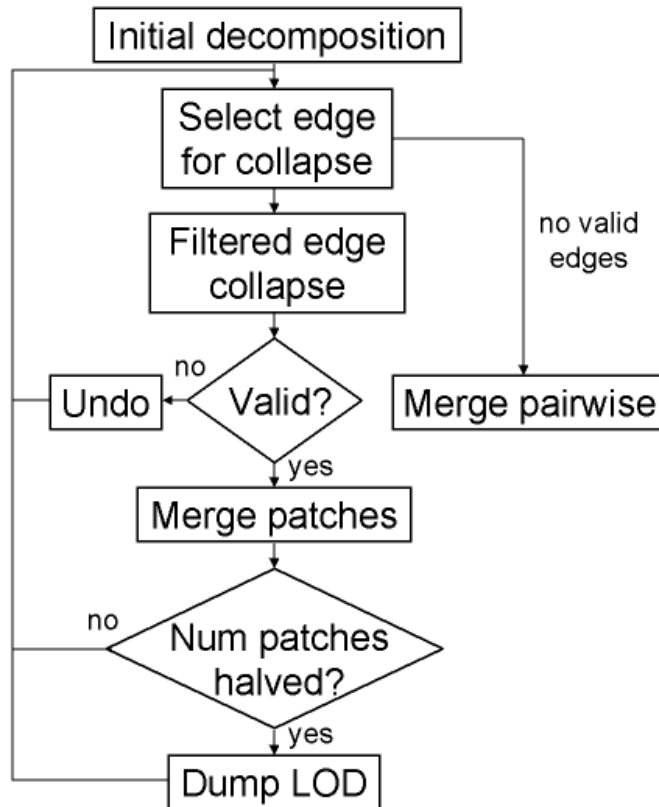 Initial decomposition
Select edge
for collapse
no valid
edges
Filtered edge
collapse
no
Undo
Valid?
Merge pairwise
yes
Merge patches
no
Num patches
halved?
yes
Dump LOD